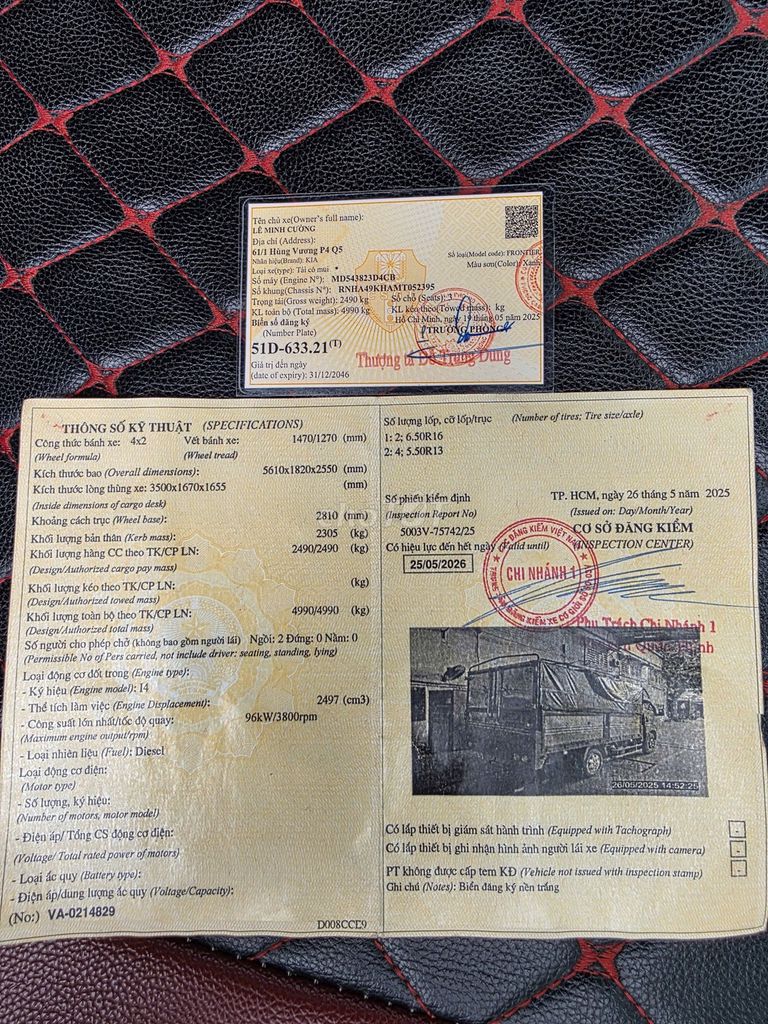 Tên chủ xe(Owner's full name):
LÊ MINH CƯỜNG
Địa chỉ (Address):
61/1 Hùng Vương P4 Q5
Nhãn hiệu(Brand): KIA
Số loại(Model code): FRONTIER
Loại xe(type): Tải có mui
Màu sơn(Color): Xanh
Số máy (Engine N°): MD543823D4CB
Số khung(Chassis N°): RNHA49KHAMT052395
Trọng tải(Gross weight): 2490 kg
Số chỗ (Seats): 3
KL toàn bộ (Total mass): 4990 kg
KL kéo theo(Towed mass): kg
Biển số đăng ký
(Number Plate)
Hồ Chí Minh, ngày 19 tháng 05 năm 2025
TRƯỞNG PHÒNG
51D-633.21(T)
Thượng tá Đỗ Trung Dung
Giá trị đến ngày
(date of expiry): 31/12/2046
THÔNG SỐ KỸ THUẬT (SPECIFICATIONS)
Công thức bánh xe: 4x2 Vết bánh xe: 1470/1270 (mm)
(Wheel formula) (Wheel tread)
Kích thước bao (Overall dimensions): 5610x1820x2550 (mm)
Kích thước lòng thùng xe: 3500x1670x1655 (mm)
(Inside dimensions of cargo desk)
Khoảng cách trục (Wheel base): 2810 (mm)
Khối lượng bản thân (Kerb mass): 2305 (kg)
Khối lượng hàng CC theo TK/CP LN: 2490/2490 (kg)
(Design/Authorized cargo pay mass)
Khối lượng kéo theo TK/CP LN: (kg)
(Design/Authorized towed mass)
Khối lượng toàn bộ theo TK/CP LN: 4990/4990 (kg)
(Design/Authorized total mass)
Số người cho phép chở (không bao gồm người lái) Ngồi: 2 Đứng: 0 Nằm: 0
(Permissible No of Pers carried, not include driver: seating, standing, lying)
Loại động cơ đốt trong (Engine type):
- Ký hiệu (Engine model): I4
- Thể tích làm việc (Engine Displacement): 2497 (cm3)
- Công suất lớn nhất/tốc độ quay: 96kW/3800rpm
(Maximum engine output/rpm)
- Loại nhiên liệu (Fuel): Diesel
Loại động cơ điện:
(Motor type)
- Số lượng, ký hiệu:
(Number of motors, motor model)
- Điện áp/ Tổng CS động cơ điện:
(Voltage/ Total rated power of motors)
- Loại ắc quy (Battery type):
- Điện áp/dung lượng ắc quy (Voltage/Capacity):
(No:) VA-0214829
D008CCE9
Số lượng lốp, cỡ lốp/trục (Number of tires; Tire size/axle)
1: 2; 6.50R16
2: 4; 5.50R13
Số phiếu kiểm định
(Inspection Report No)
5003V-75742/25
Có hiệu lực đến hết ngày (Valid until)
25/05/2026
TP. HCM, ngày 26 tháng 5 năm 2025
(Issued on: Day/Month/Year)
CƠ SỞ ĐĂNG KIỂM
(INSPECTION CENTER)
CHI NHÁNH 1
Phụ Trách Chi Nhánh 1
26/05/2025 14:52:25
Có lắp thiết bị giám sát hành trình (Equipped with Tachograph) -
Có lắp thiết bị ghi nhận hình ảnh người lái xe (Equipped with camera) -
PT không được cấp tem KĐ (Vehicle not issued with inspection stamp) -
Ghi chú (Notes): Biển đăng ký nền trắng